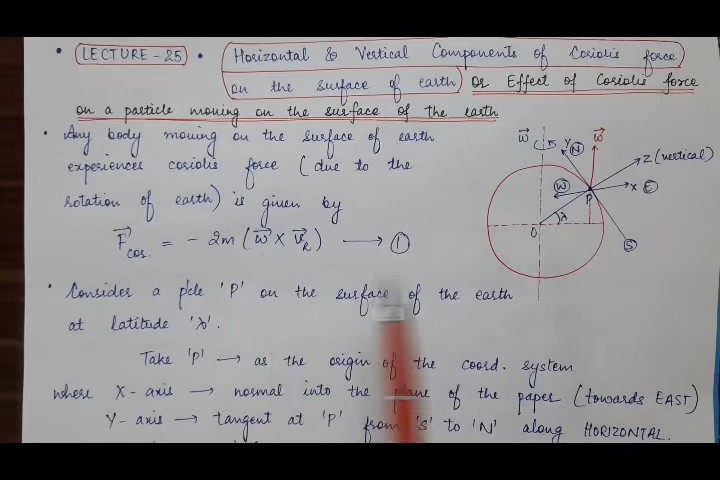 • LECTURE - 25 • Horizontal & Vertical Components of Coriolis force
on the surface of earth Or Effect of Coriolis force
on a particle moving on the surface of the earth
• Any body moving on the surface of earth
experiences coriolis force (due to the
rotation of earth) is given by
F⃗cos. = - 2m (ω⃗ × v⃗R) → ①
• Consider a p'cle 'P' on the surface of the earth
at latitude 'λ'.
Take 'P' → as the origin of the coord. system
where X-axis → normal into the plane of the paper (towards EAST)
Y-axis → tangent at 'P' from 'S' to 'N' along HORIZONTAL.
ω⃗
Y
N
ω⃗
Z (vertical)
W
X
E
P
O
λ
S